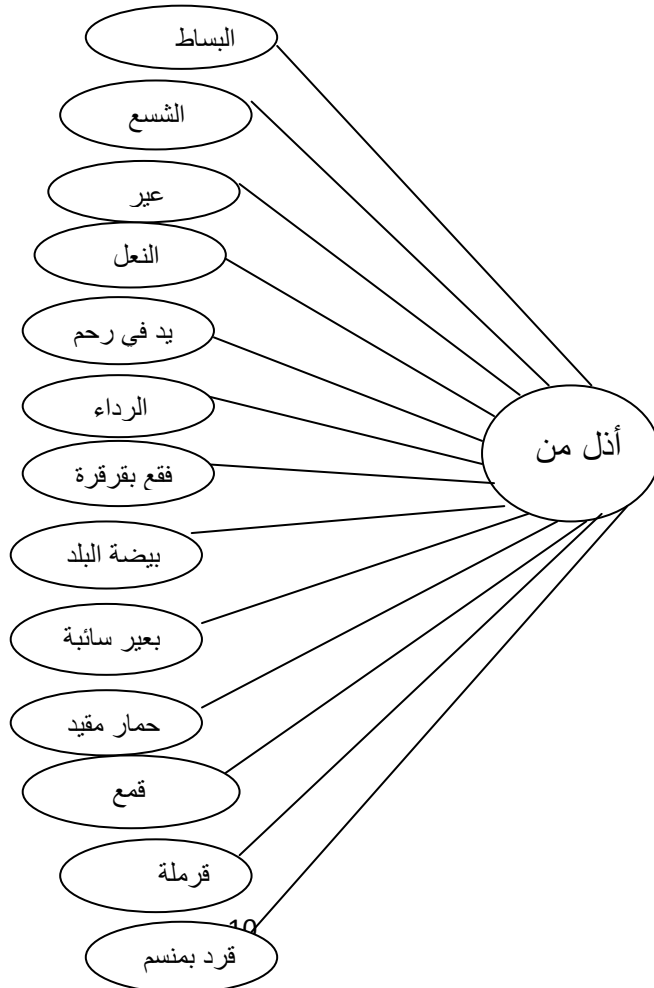 البساط
الشسع
عير
النعل
يد في رحم
الرداء
أذل من
فقع بقرقرة
بيضة البلد
بعير سائبة
حمار مقيد
قمع
قرملة
10
قرد بمنسم